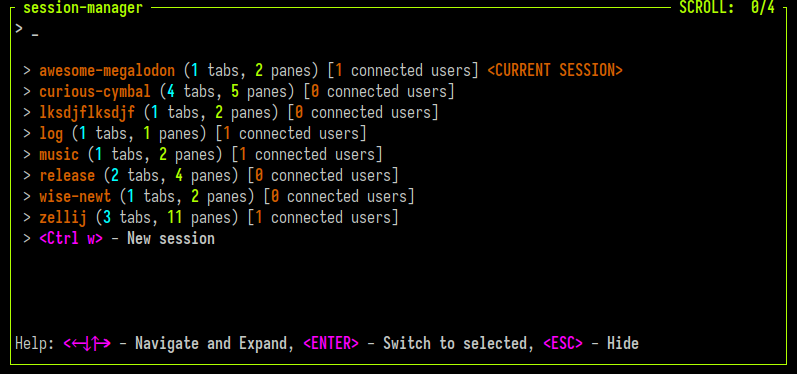 session-manager SCROLL: 0/4
> _
> awesome-megalodon (1 tabs, 2 panes) [1 connected users] <CURRENT SESSION>
> curious-cymbal (4 tabs, 5 panes) [0 connected users]
> lksdjflksdjf (1 tabs, 2 panes) [0 connected users]
> log (1 tabs, 1 panes) [1 connected users]
> music (1 tabs, 2 panes) [1 connected users]
> release (2 tabs, 4 panes) [0 connected users]
> wise-newt (1 tabs, 2 panes) [0 connected users]
> zellij (3 tabs, 11 panes) [1 connected users]
> <Ctrl w> - New session
Help: <←↓↑→> - Navigate and Expand, <ENTER> - Switch to selected, <ESC> - Hide